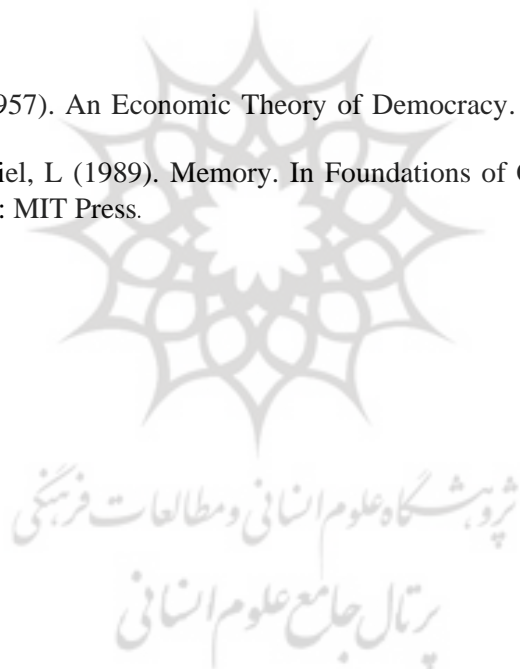 957). An Economic Theory of Democracy.
iel, L (1989). Memory. In Foundations of
: MIT Press.
پژوهشگاه علوم انسانی و مطالعات فرهنگی
پرتال جامع علوم انسانی